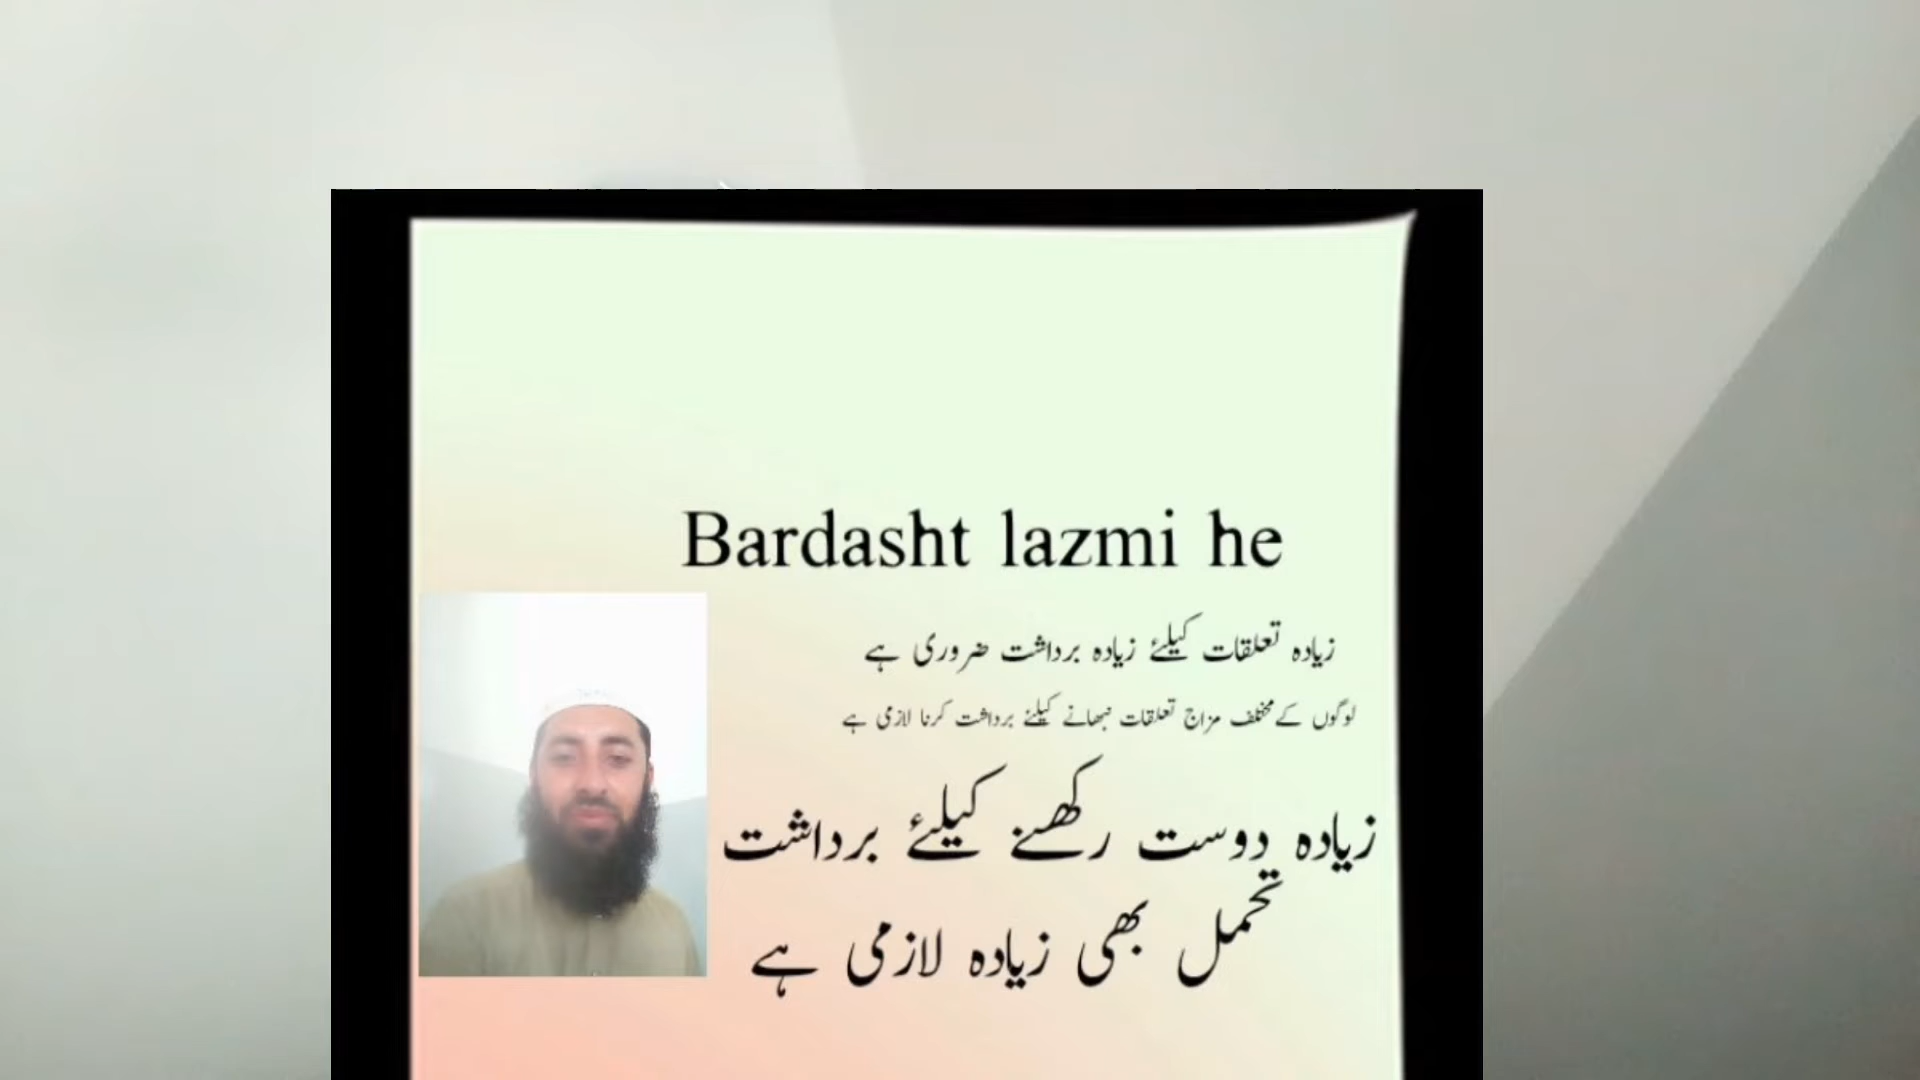 Bardasht lazmi he
زیادہ تعلقات کیلئے زیادہ برداشت ضروری ہے
لوگوں کے مختلف مزاج تعلقات نبھانے کیلئے برداشت کرنا لازمی ہے
زیادہ دوست رکھنے کیلئے برداشت
تحمل بھی زیادہ لازمی ہے